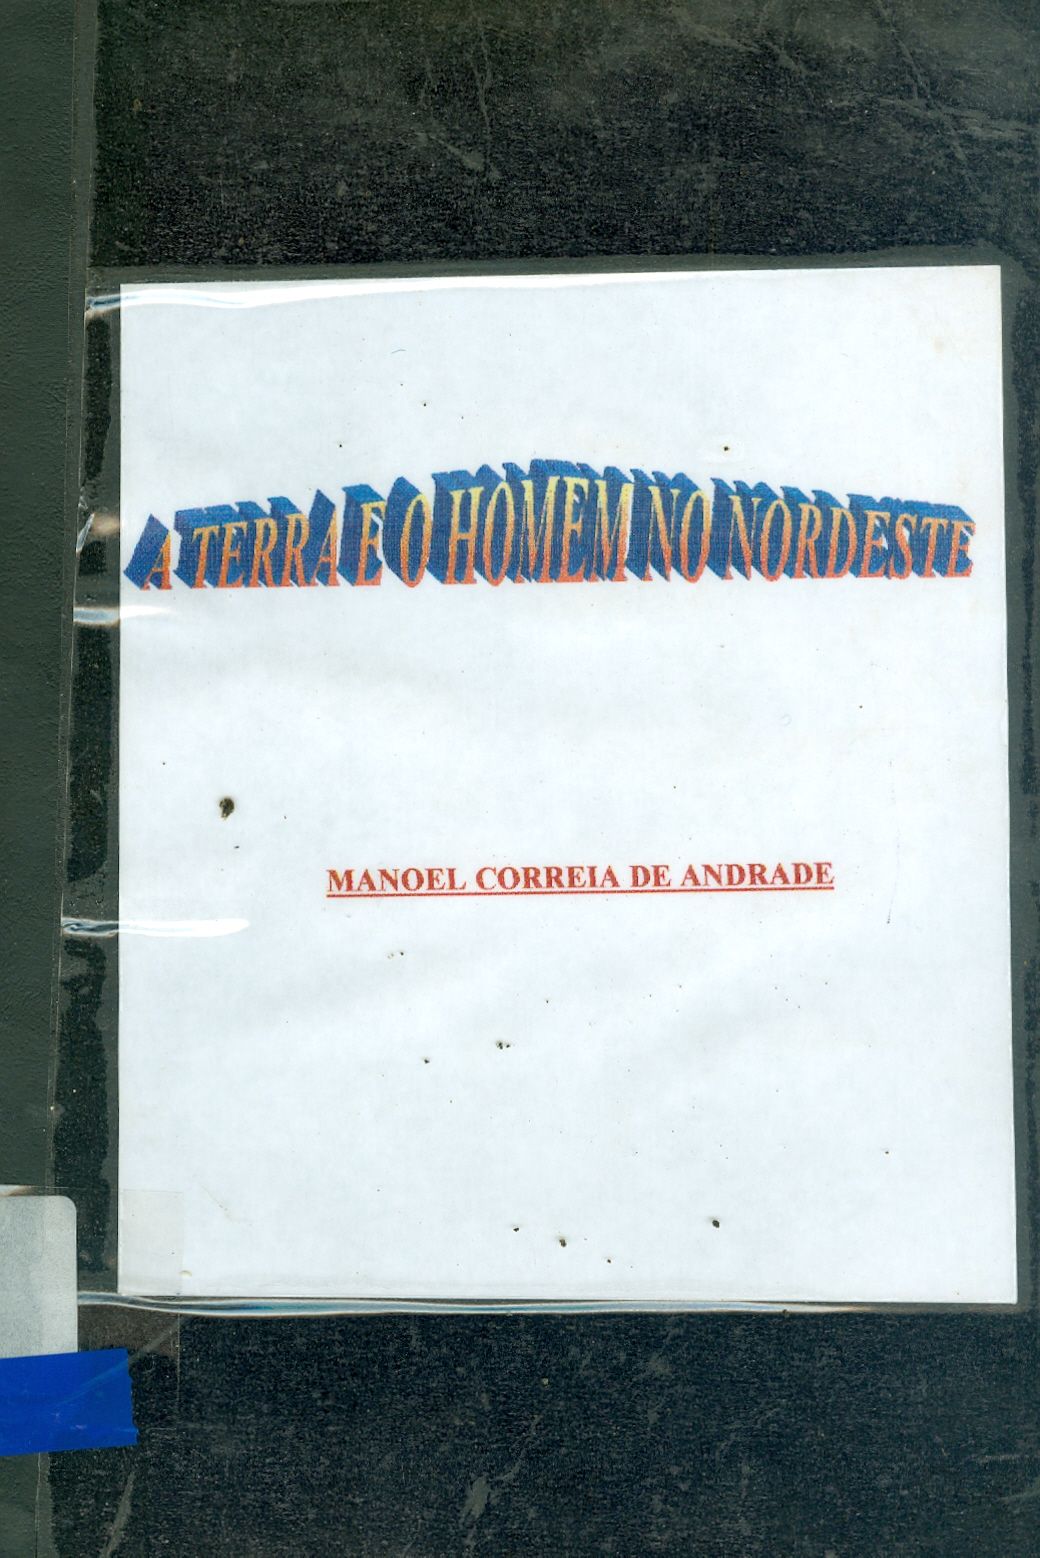 A TERRA E O HOMEM NO NORDESTE
MANOEL CORREIA DE ANDRADE